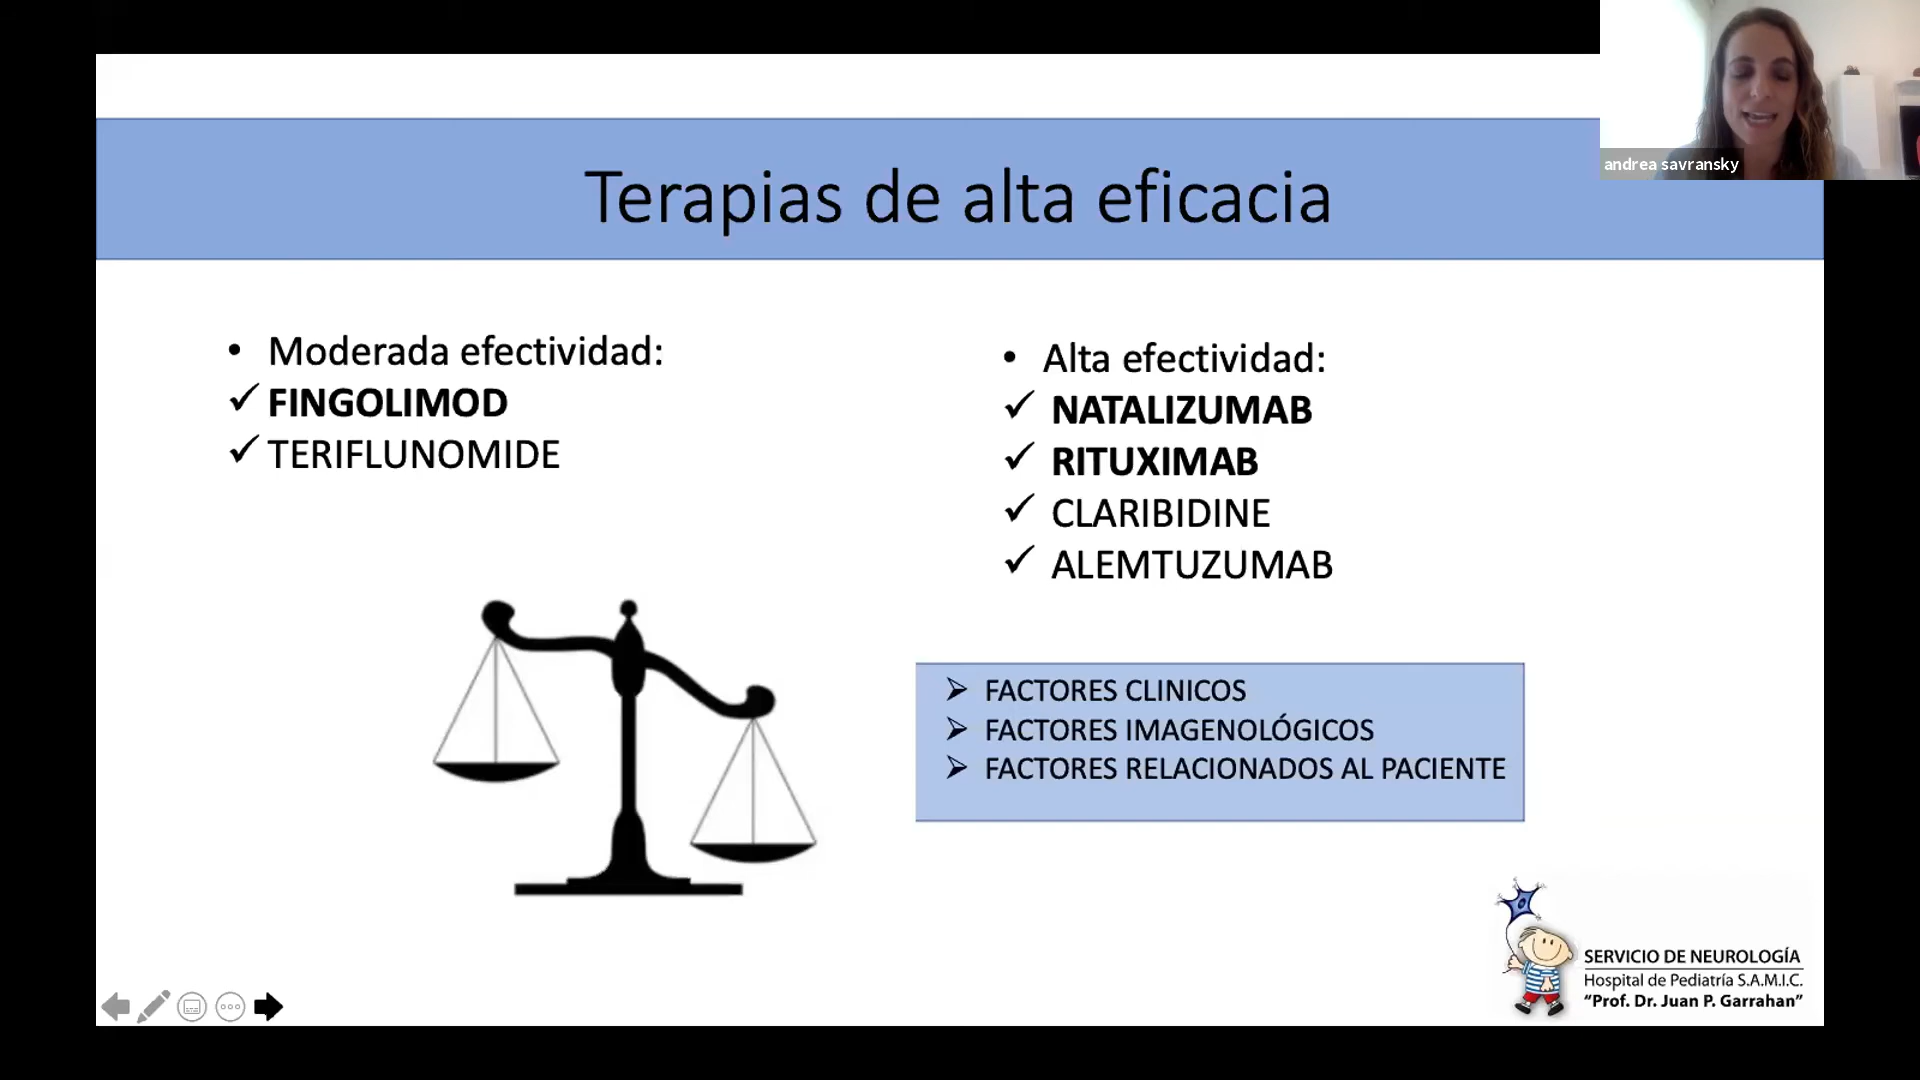 andrea savransky
Terapias de alta eficacia
• Moderada efectividad:
✓ FINGOLIMOD
✓ TERIFLUNOMIDE
• Alta efectividad:
✓ NATALIZUMAB
✓ RITUXIMAB
✓ CLARIBIDINE
✓ ALEMTUZUMAB
➢ FACTORES CLINICOS
➢ FACTORES IMAGENOLÓGICOS
➢ FACTORES RELACIONADOS AL PACIENTE
SERVICIO DE NEUROLOGÍA
Hospital de Pediatría S.A.M.I.C.
"Prof. Dr. Juan P. Garrahan"